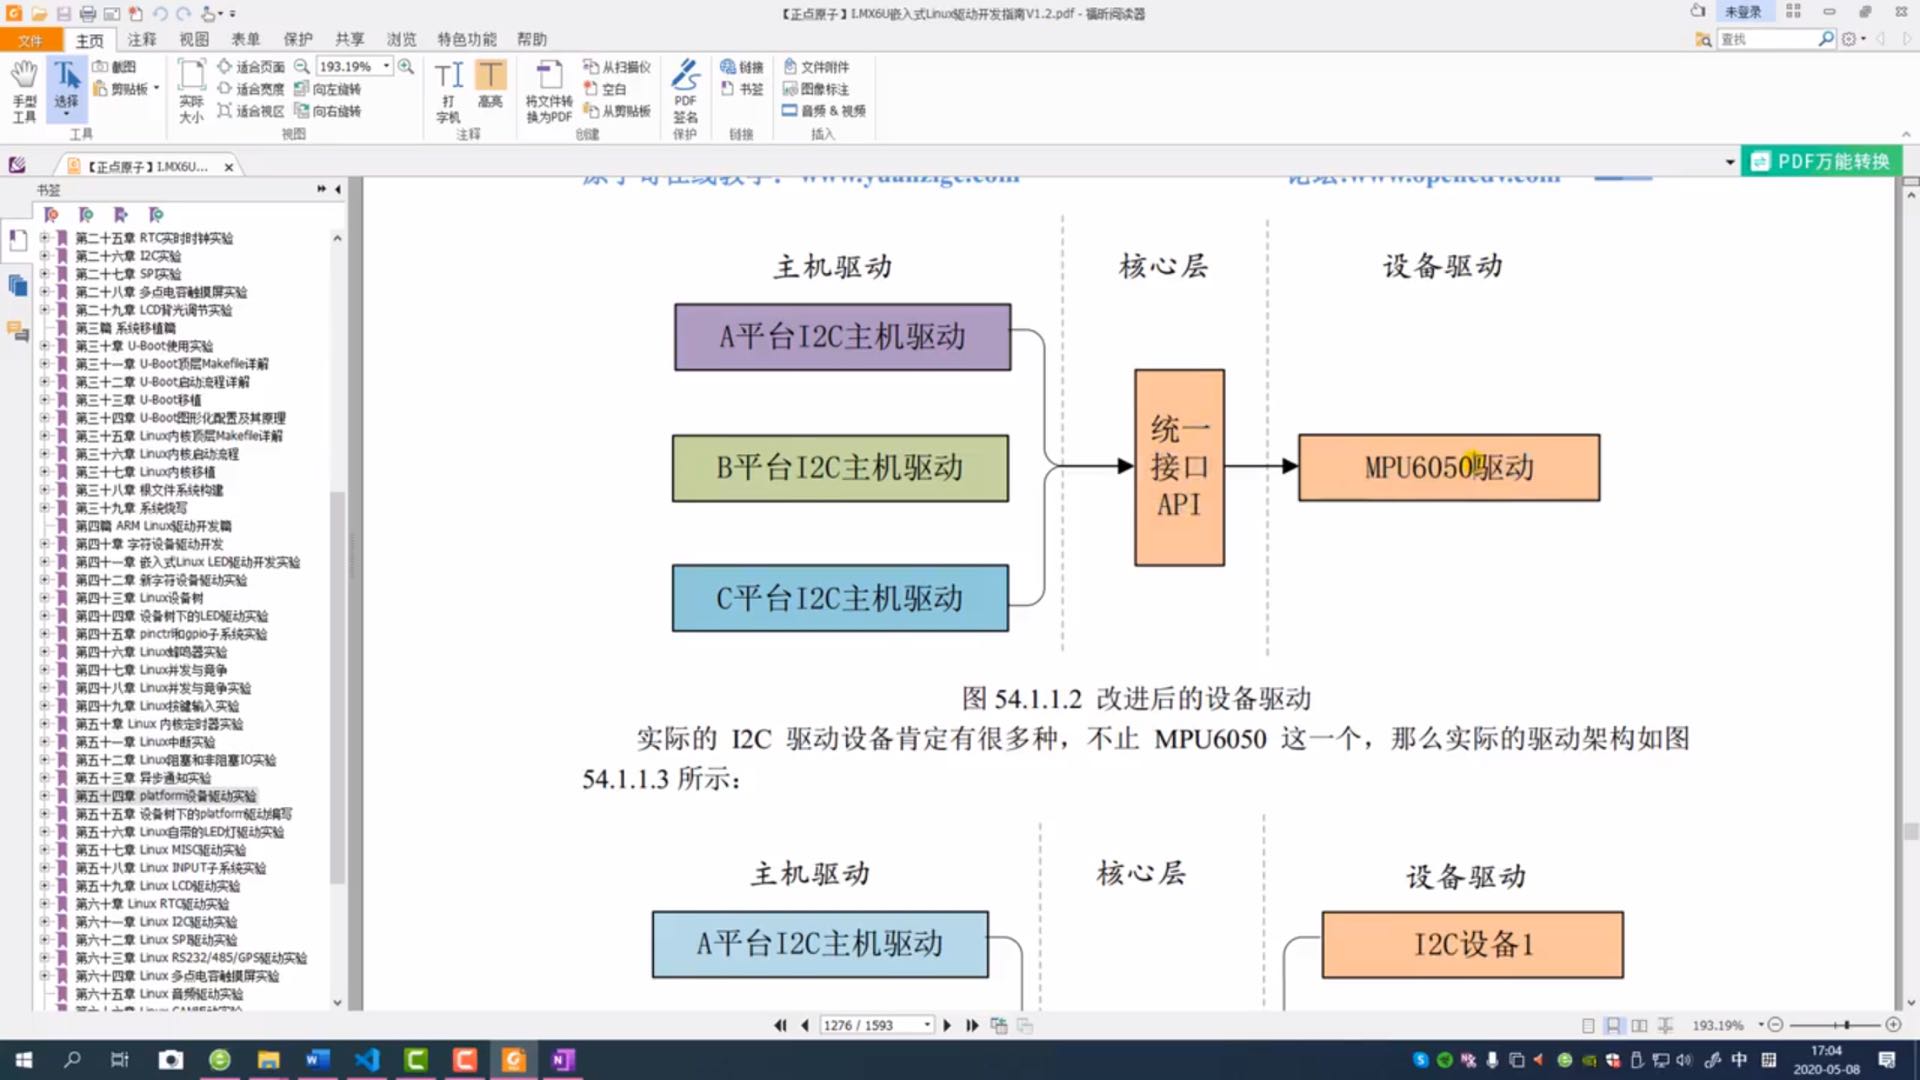 【正点原子】I.MX6U嵌入式Linux驱动开发指南V1.2.pdf - 福昕阅读器
未登录
文件 主页 注释 视图 表单 保护 共享 浏览 特色功能 帮助
查找
手型工具
选择
截图
剪贴板
工具
实际大小
适合页面
适合宽度
适合视区
193.19%
向左旋转
向右旋转
视图
打字机
高亮
注释
将文件转换为PDF
从扫描仪
空白
从剪贴板
创建
PDF签名
保护
链接
书签
链接
文件附件
图像标注
音频 & 视频
插入
【正点原子】I.MX6U...
PDF万能转换
书签
第二十五章 RTC实时时钟实验
第二十六章 I2C实验
第二十七章 SPI实验
第二十八章 多点电容触摸屏实验
第二十九章 LCD背光调节实验
第三篇 系统移植篇
第三十章 U-Boot使用实验
第三十一章 U-Boot顶层Makefile详解
第三十二章 U-Boot启动流程详解
第三十三章 U-Boot移植
第三十四章 U-Boot图形化配置及其原理
第三十五章 Linux内核顶层Makefile详解
第三十六章 Linux内核启动流程
第三十七章 Linux内核移植
第三十八章 根文件系统构建
第三十九章 系统烧写
第四篇 ARM Linux驱动开发篇
第四十章 字符设备驱动开发
第四十一章 嵌入式Linux LED驱动开发实验
第四十二章 新字符设备驱动实验
第四十三章 Linux设备树
第四十四章 设备树下的LED驱动实验
第四十五章 pinctrl和gpio子系统实验
第四十六章 Linux蜂鸣器实验
第四十七章 Linux并发与竞争
第四十八章 Linux并发与竞争实验
第四十九章 Linux按键输入实验
第五十章 Linux 内核定时器实验
第五十一章 Linux中断实验
第五十二章 Linux阻塞和非阻塞IO实验
第五十三章 异步通知实验
第五十四章 platform设备驱动实验
第五十五章 设备树下的platform驱动编写
第五十六章 Linux自带的LED灯驱动实验
第五十七章 Linux MISC驱动实验
第五十八章 Linux INPUT子系统实验
第五十九章 Linux LCD驱动实验
第六十章 Linux RTC驱动实验
第六十一章 Linux I2C驱动实验
第六十二章 Linux SPI驱动实验
第六十三章 Linux RS232/485/GPS驱动实验
第六十四章 Linux 多点电容触摸屏实验
第六十五章 Linux 音频驱动实验
原子哥在线教学：www.yuanzige.com 论坛:www.openedv.com
主机驱动 核心层 设备驱动
A平台I2C主机驱动
B平台I2C主机驱动
C平台I2C主机驱动
统一
接口
API
MPU6050驱动
图 54.1.1.2 改进后的设备驱动
实际的 I2C 驱动设备肯定有很多种，不止 MPU6050 这一个，那么实际的驱动架构如图
54.1.1.3 所示：
主机驱动 核心层 设备驱动
A平台I2C主机驱动
I2C设备1
1276 / 1593
193.19%
中
17:04
2020-05-08